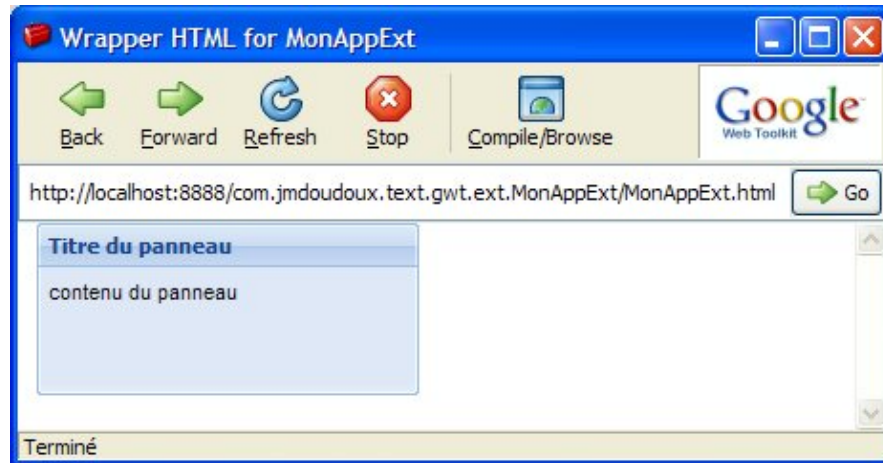 Wrapper HTML for MonAppExt
Back Forward Refresh Stop Compile/Browse
Google
Web Toolkit
http://localhost:8888/com.jmdoudoux.text.gwt.ext.MonAppExt/MonAppExt.html Go
Titre du panneau
contenu du panneau
Terminé